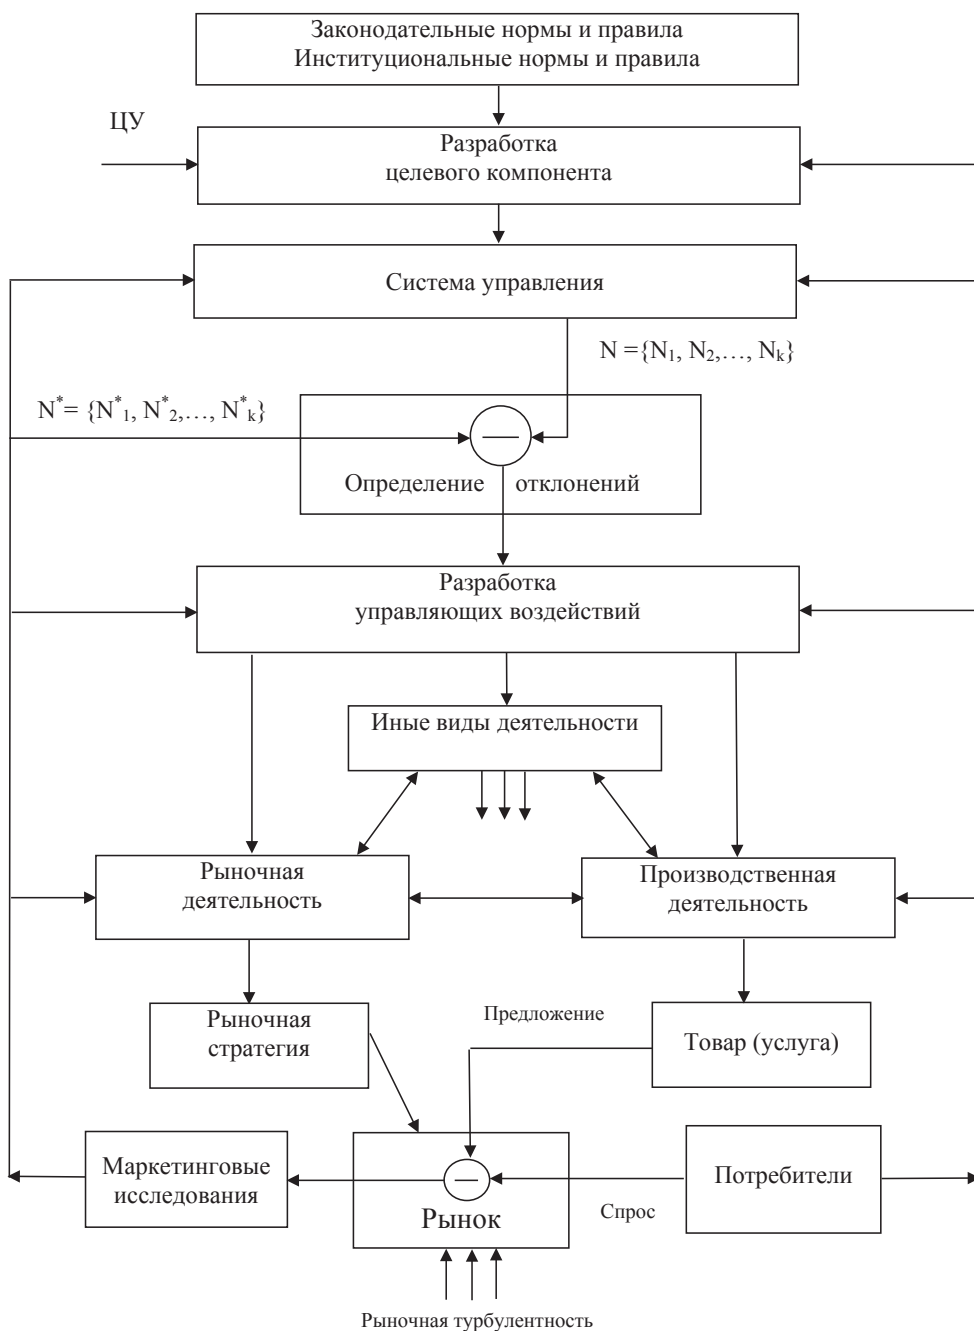 Законодательные нормы и правила
Институциональные нормы и правила
ЦУ
Разработка
целевого компонента
Система управления
N ={N₁, N₂,…, Nₖ}
N*= {N*₁, N*₂,…, N*ₖ}
Определение отклонений
Разработка
управляющих воздействий
Иные виды деятельности
Рыночная
деятельность
Производственная
деятельность
Рыночная
стратегия
Предложение
Товар (услуга)
Маркетинговые
исследования
Рынок
Спрос
Потребители
Рыночная турбулентность